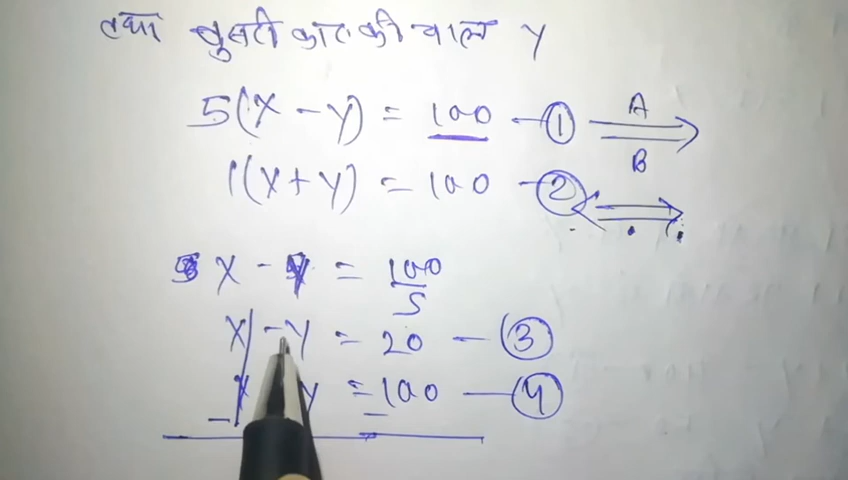 तथा दुसरी कार की चाल Y
5(X - Y) = 100 - ① A
1(X + Y) = 100 - ② B
X - Y = 100/5
X - Y = 20 - ③
X Y = 100 - ④